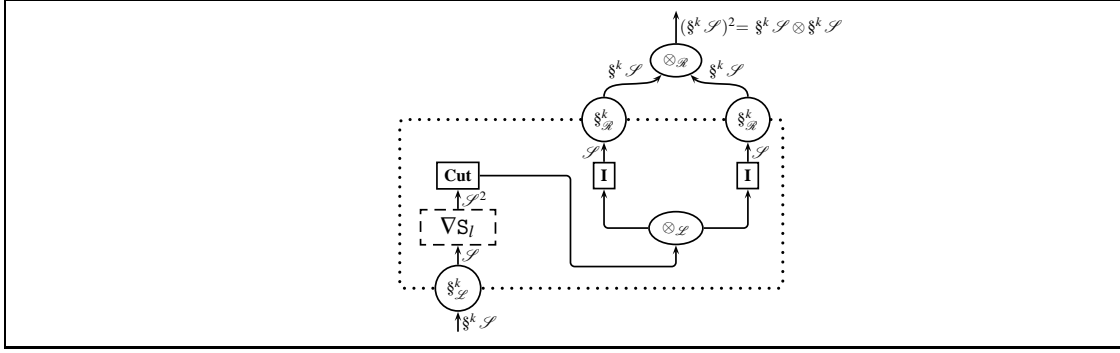 (§^k 𝒮)^2 = §^k 𝒮 ⊗ §^k 𝒮
⊗_ℛ
§^k 𝒮 §^k 𝒮
§^k_ℛ §^k_ℛ
𝒮 𝒮
Cut I I
𝒮^2
∇S_l ⊗_ℒ
𝒮
§^k_ℒ
§^k 𝒮